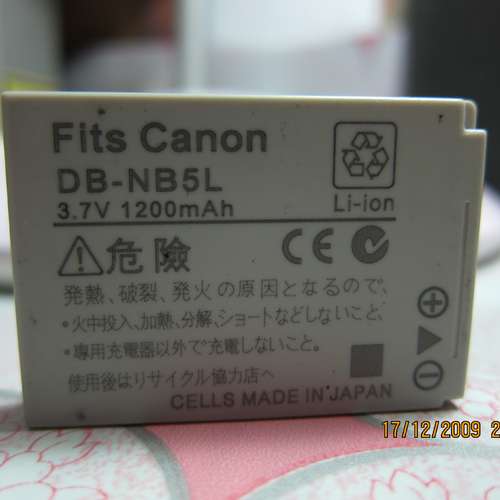 Fits Canon
DB-NB5L
3.7V 1200mAh
Li-ion
危險
発熱、破裂、発火の原因となるので、
・火中投入、加熱、分解、ショートなどしないこと、
・専用充電器以外で充電しないこと、
使用後はリサイクル協力店へ
CELLS MADE IN JAPAN
17/12/2009 2